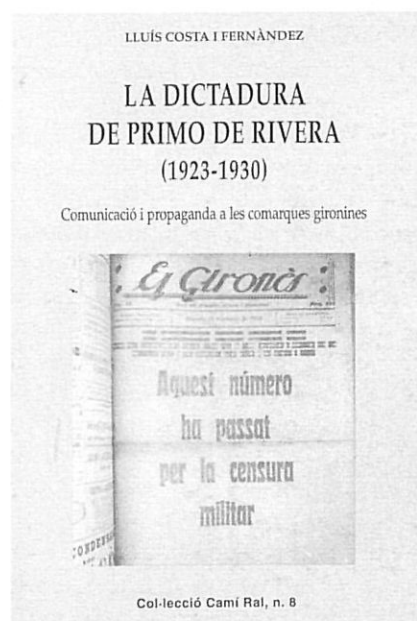 LLUÍS COSTA I FERNÀNDEZ
LA DICTADURA
DE PRIMO DE RIVERA
(1923-1930)
Comunicació i propaganda a les comarques gironines
El Gironès
Aquest número
ha passat
per la censura
militar
Col·lecció Camí Ral, n. 8